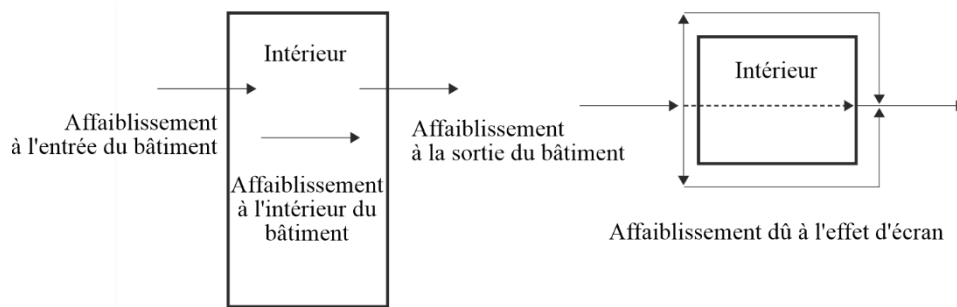 Intérieur
Affaiblissement
à l'entrée du bâtiment
Affaiblissement
à l'intérieur du
bâtiment
Affaiblissement
à la sortie du bâtiment
Intérieur
Affaiblissement dû à l'effet d'écran